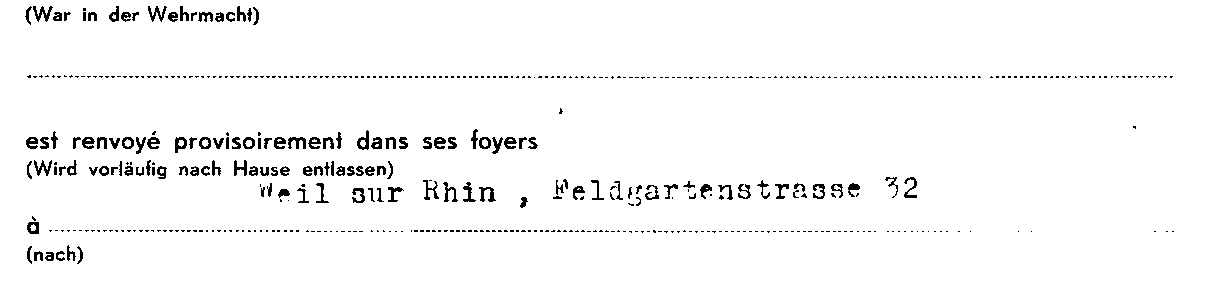 (War in der Wehrmacht)
est renvoyé provisoirement dans ses foyers
(Wird vorläufig nach Hause entlassen)
Weil sur Rhin , Feldgartenstrasse 32
à
(nach)